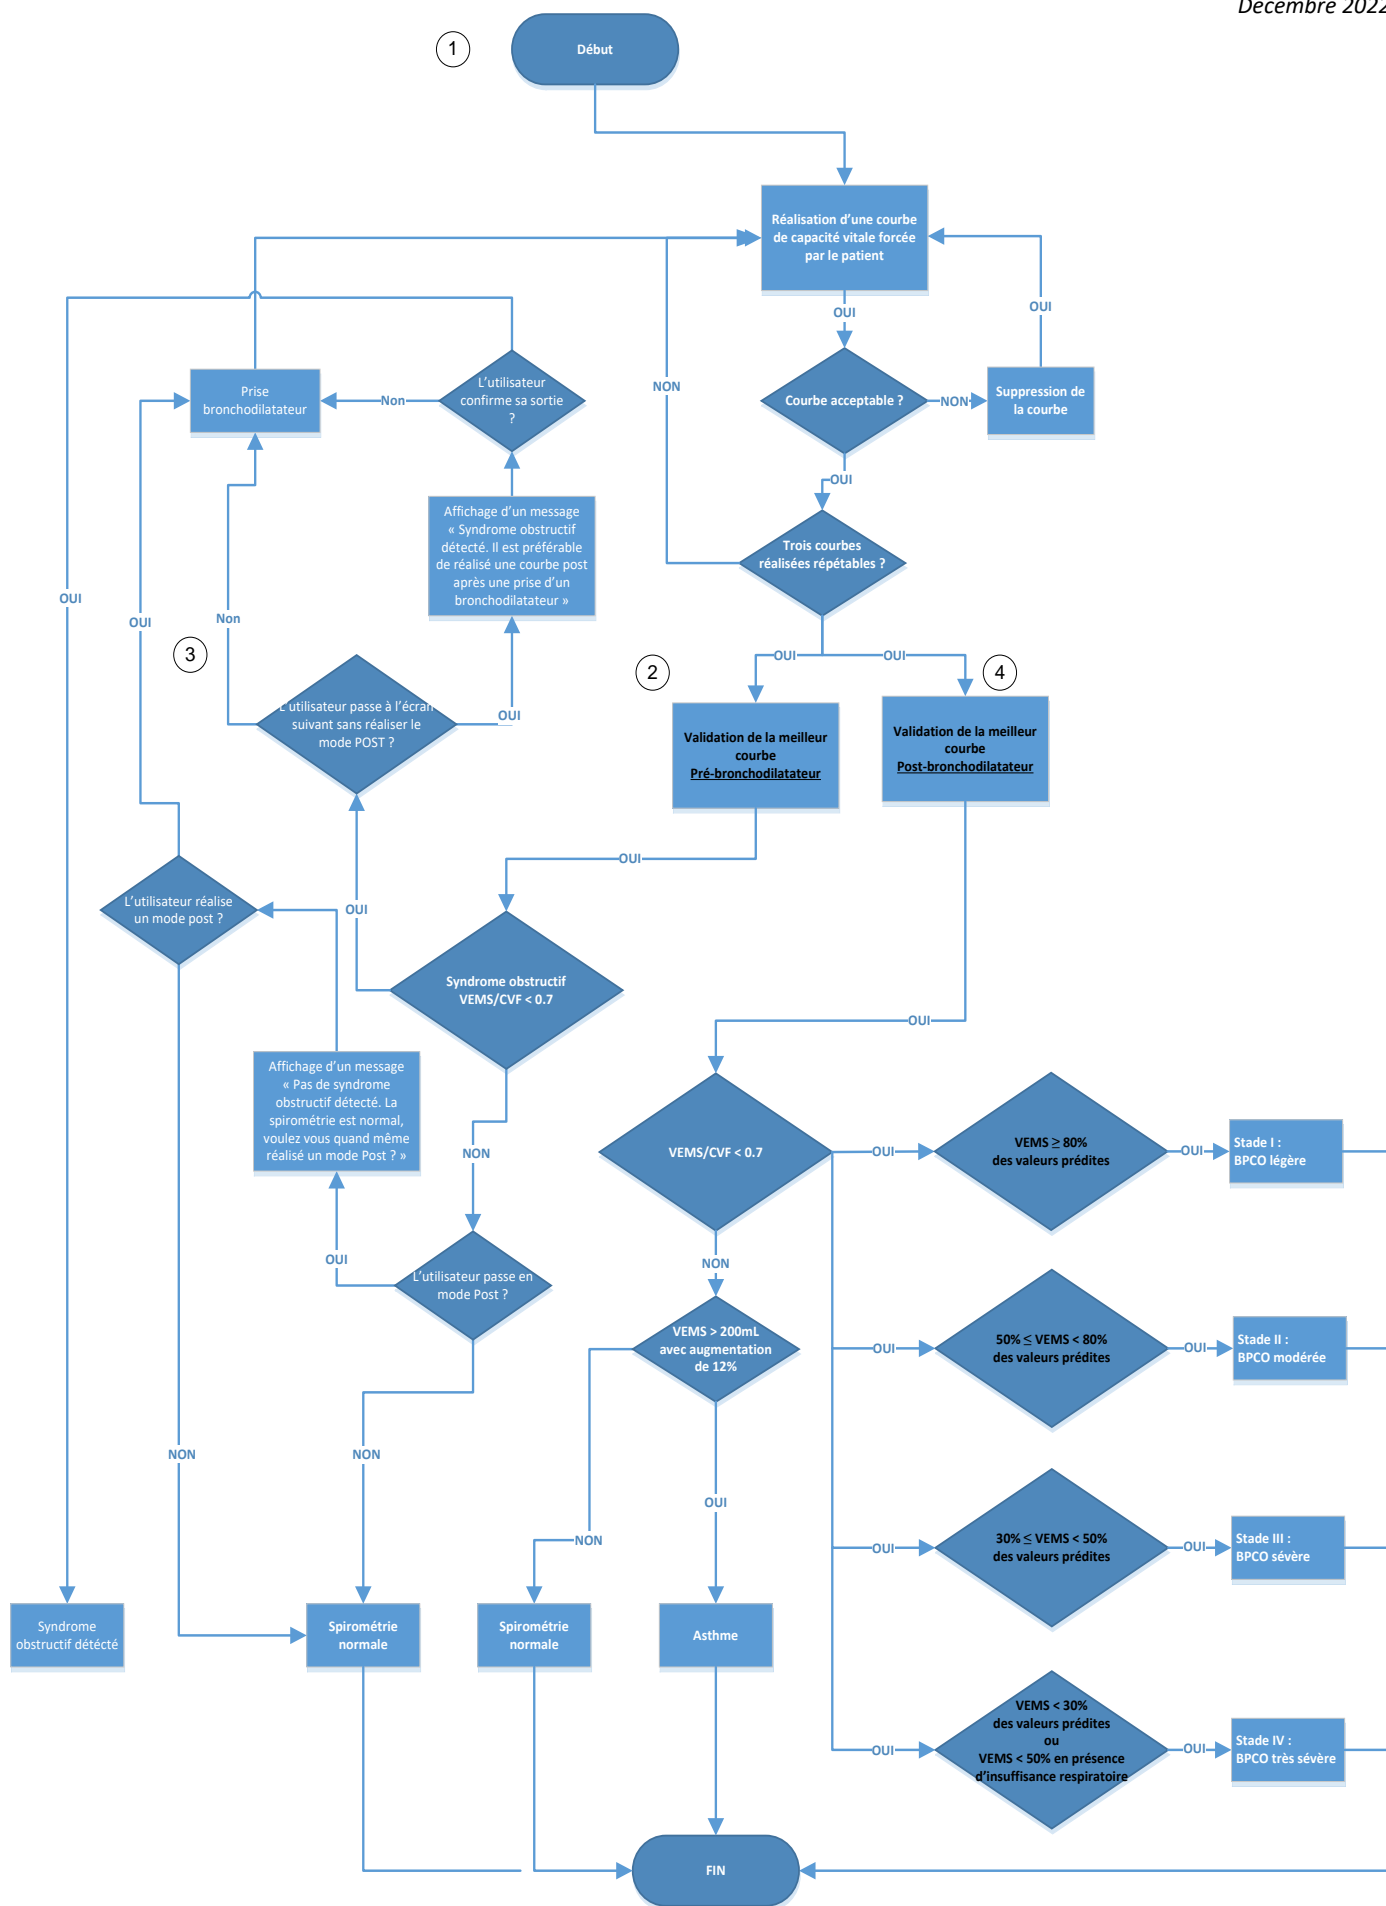 Décembre 2022
1
Début
Réalisation d'une courbe
de capacité vitale forcée
par le patient
OUI
OUI
L'utilisateur
confirme sa sortie
?
Prise
bronchodilatateur
Non
NON
Courbe acceptable ?
NON
Suppression de
la courbe
OUI
Affichage d'un message
« Syndrome obstructif
détecté. Il est préférable
de réalisé une courbe post
après une prise d'un
bronchodilatateur »
Trois courbes
réalisées répétables ?
OUI
OUI
Non
3
OUI
OUI
2
4
L'utilisateur passe à l'écran
suivant sans réaliser le
mode POST ?
OUI
Validation de la meilleur
courbe
Pré-bronchodilatateur
Validation de la meilleur
courbe
Post-bronchodilatateur
OUI
L'utilisateur réalise
un mode post ?
OUI
Syndrome obstructif
VEMS/CVF < 0.7
OUI
Affichage d'un message
« Pas de syndrome
obstructif détecté. La
spirométrie est normal,
voulez vous quand même
réalisé un mode Post ? »
NON
VEMS/CVF < 0.7
OUI
VEMS ≥ 80%
des valeurs prédites
OUI
Stade I :
BPCO légère
OUI
L'utilisateur passe en
mode Post ?
NON
VEMS > 200mL
avec augmentation
de 12%
OUI
50% ≤ VEMS < 80%
des valeurs prédites
OUI
Stade II :
BPCO modérée
NON
NON
OUI
NON
OUI
30% ≤ VEMS < 50%
des valeurs prédites
OUI
Stade III :
BPCO sévère
Syndrome
obstructif détécté
Spirométrie
normale
Spirométrie
normale
Asthme
OUI
VEMS < 30%
des valeurs prédites
ou
VEMS < 50% en présence
d'insuffisance respiratoire
OUI
Stade IV :
BPCO très sévère
FIN